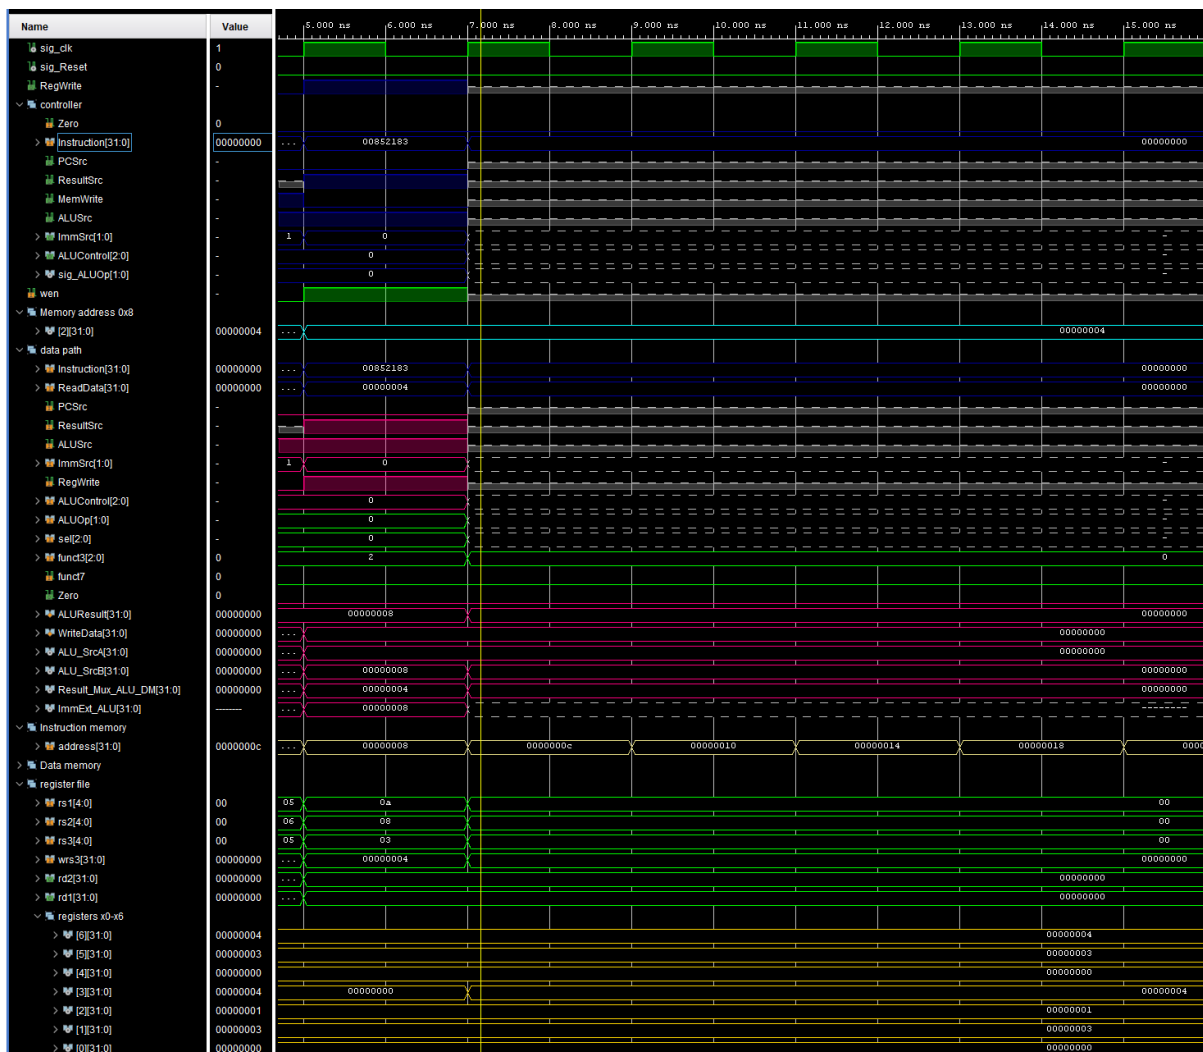 Name Value 5.000 ns 6.000 ns 7.000 ns 8.000 ns 9.000 ns 10.000 ns 11.000 ns 12.000 ns 13.000 ns 14.000 ns 15.000 ns
sig_clk 1
sig_Reset 0
RegWrite -
controller
Zero 0
Instruction[31:0] 00000000 ... 00852183 00000000
PCSrc -
ResultSrc -
MemWrite -
ALUSrc -
ImmSrc[1:0] - 1 0 -
ALUControl[2:0] - 0 -
sig_ALUOp[1:0] - 0 -
wen -
Memory address 0x8
[2][31:0] 00000004 ... 00000004
data path
Instruction[31:0] 00000000 ... 00852183 00000000
ReadData[31:0] 00000000 ... 00000004 00000000
PCSrc -
ResultSrc -
ALUSrc -
ImmSrc[1:0] - 1 0 -
RegWrite -
ALUControl[2:0] - 0 -
ALUOp[1:0] - 0 -
sel[2:0] - 0 -
funct3[2:0] 0 2 0
funct7 0
Zero 0
ALUResult[31:0] 00000000 00000008 00000000
WriteData[31:0] 00000000 ... 00000000
ALU_SrcA[31:0] 00000000 ... 00000000
ALU_SrcB[31:0] 00000000 ... 00000008 00000000
Result_Mux_ALU_DM[31:0] 00000000 ... 00000004 00000000
ImmExt_ALU[31:0] -------- ... 00000008 --------
Instruction memory
address[31:0] 0000000c ... 00000008 0000000c 00000010 00000014 00000018 0000
Data memory
register file
rs1[4:0] 00 05 0a 00
rs2[4:0] 00 06 08 00
rs3[4:0] 00 05 03 00
wrs3[31:0] 00000000 ... 00000004 00000000
rd2[31:0] 00000000 ... 00000000
rd1[31:0] 00000000 ... 00000000
registers x0-x6
[6][31:0] 00000004 00000004
[5][31:0] 00000003 00000003
[4][31:0] 00000000 00000000
[3][31:0] 00000004 00000000 00000004
[2][31:0] 00000001 00000001
[1][31:0] 00000003 00000003
[0][31:0] 00000000 00000000